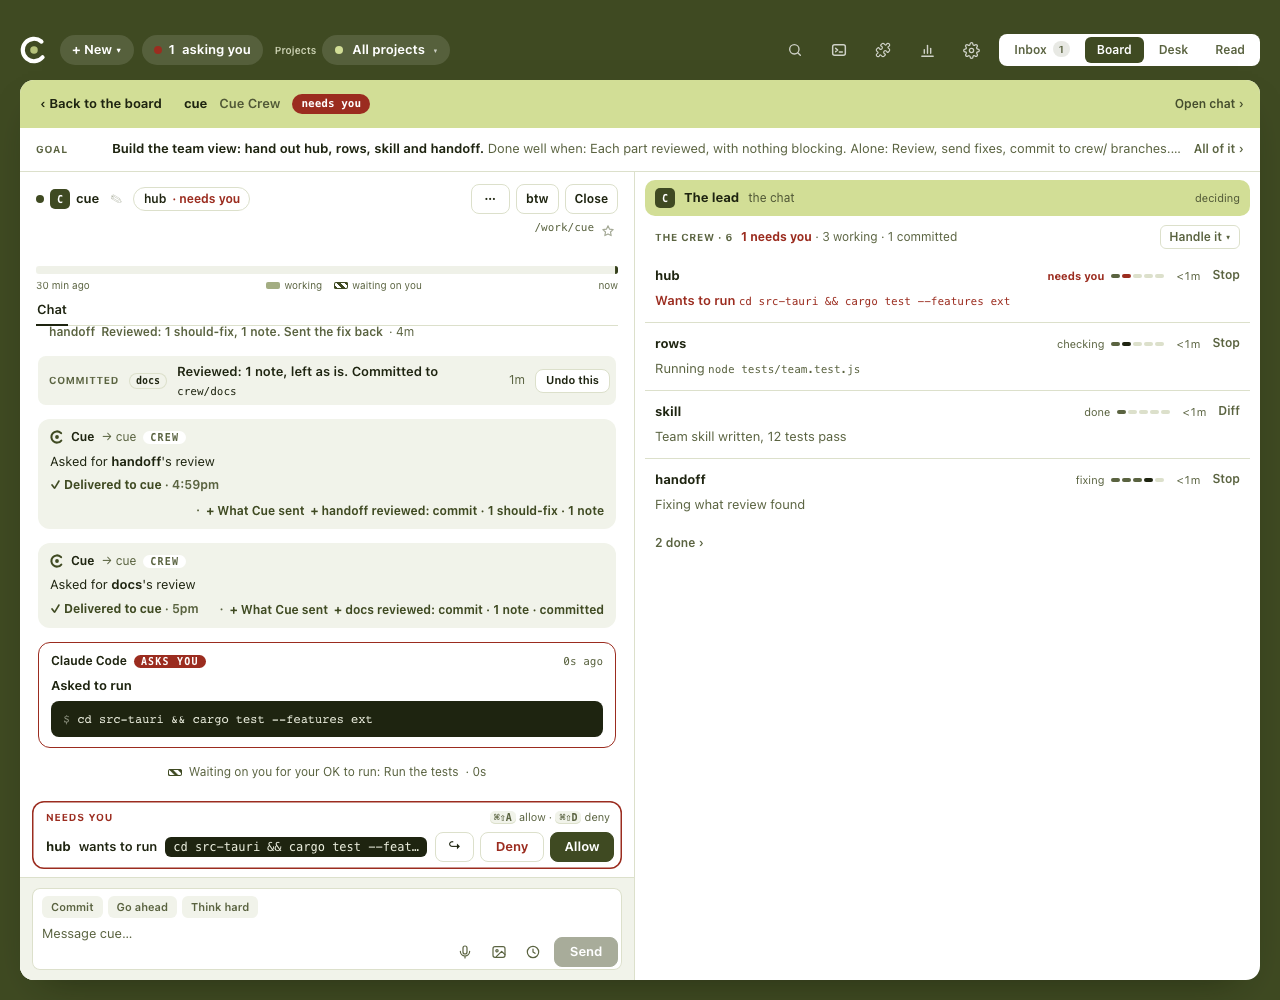 + New ▾
1 asking you
Projects
All projects ▾
Inbox 1
Board
Desk
Read
‹ Back to the board
cue
Cue Crew
needs you
Open chat ›
GOAL
Build the team view: hand out hub, rows, skill and handoff. Done well when: Each part reviewed, with nothing blocking. Alone: Review, send fixes, commit to crew/ branches....
All of it ›
C
cue
hub · needs you
...
btw
Close
/work/cue
30 min ago
working
waiting on you
now
Chat
handoff Reviewed: 1 should-fix, 1 note. Sent the fix back · 4m
COMMITTED docs Reviewed: 1 note, left as is. Committed to
crew/docs
1m
Undo this
Cue → cue CREW
Asked for handoff's review
✓ Delivered to cue · 4:59pm
· + What Cue sent + handoff reviewed: commit · 1 should-fix · 1 note
Cue → cue CREW
Asked for docs's review
✓ Delivered to cue · 5pm · + What Cue sent + docs reviewed: commit · 1 note · committed
Claude Code ASKS YOU 0s ago
Asked to run
$ cd src-tauri && cargo test --features ext
Waiting on you for your OK to run: Run the tests · 0s
NEEDS YOU
⌘⇧A allow · ⌘⇧D deny
hub wants to run cd src-tauri && cargo test --feat…
Deny
Allow
Commit
Go ahead
Think hard
Message cue...
Send
C
The lead the chat
deciding
THE CREW · 6 1 needs you · 3 working · 1 committed
Handle it ▾
hub
needs you <1m Stop
Wants to run cd src-tauri && cargo test --features ext
rows
checking <1m Stop
Running node tests/team.test.js
skill
done <1m Diff
Team skill written, 12 tests pass
handoff
fixing <1m Stop
Fixing what review found
2 done ›